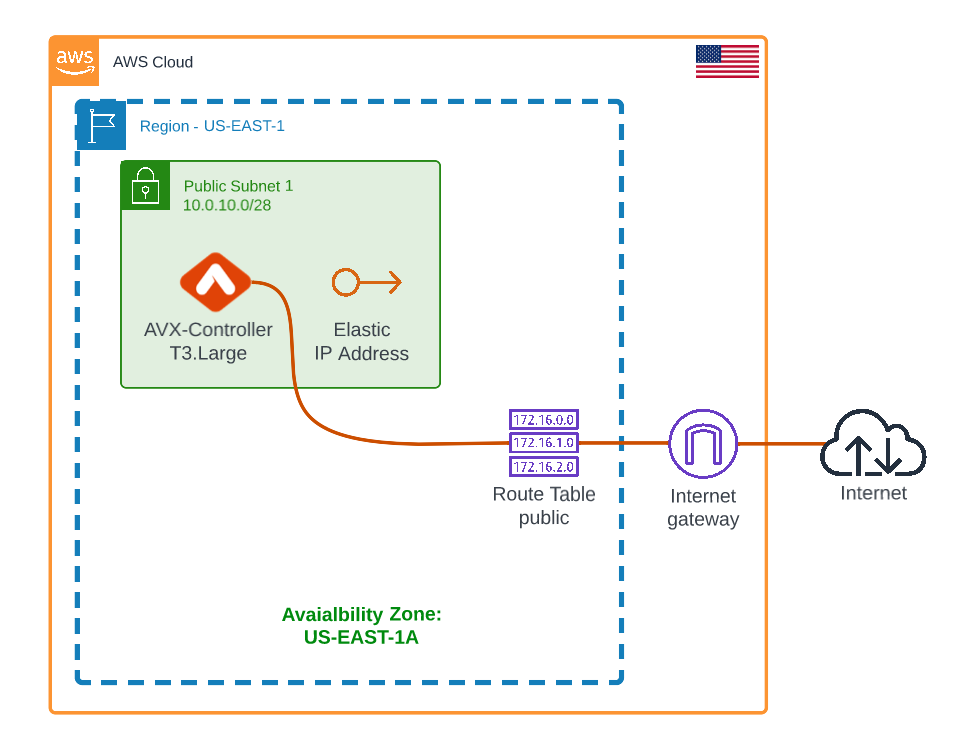 aws
AWS Cloud
Region - US-EAST-1
Public Subnet 1
10.0.10.0/28
AVX-Controller
T3.Large
Elastic
IP Address
172.16.0.0
172.16.1.0
172.16.2.0
Route Table
public
Internet
gateway
Internet
Avaialbility Zone:
US-EAST-1A